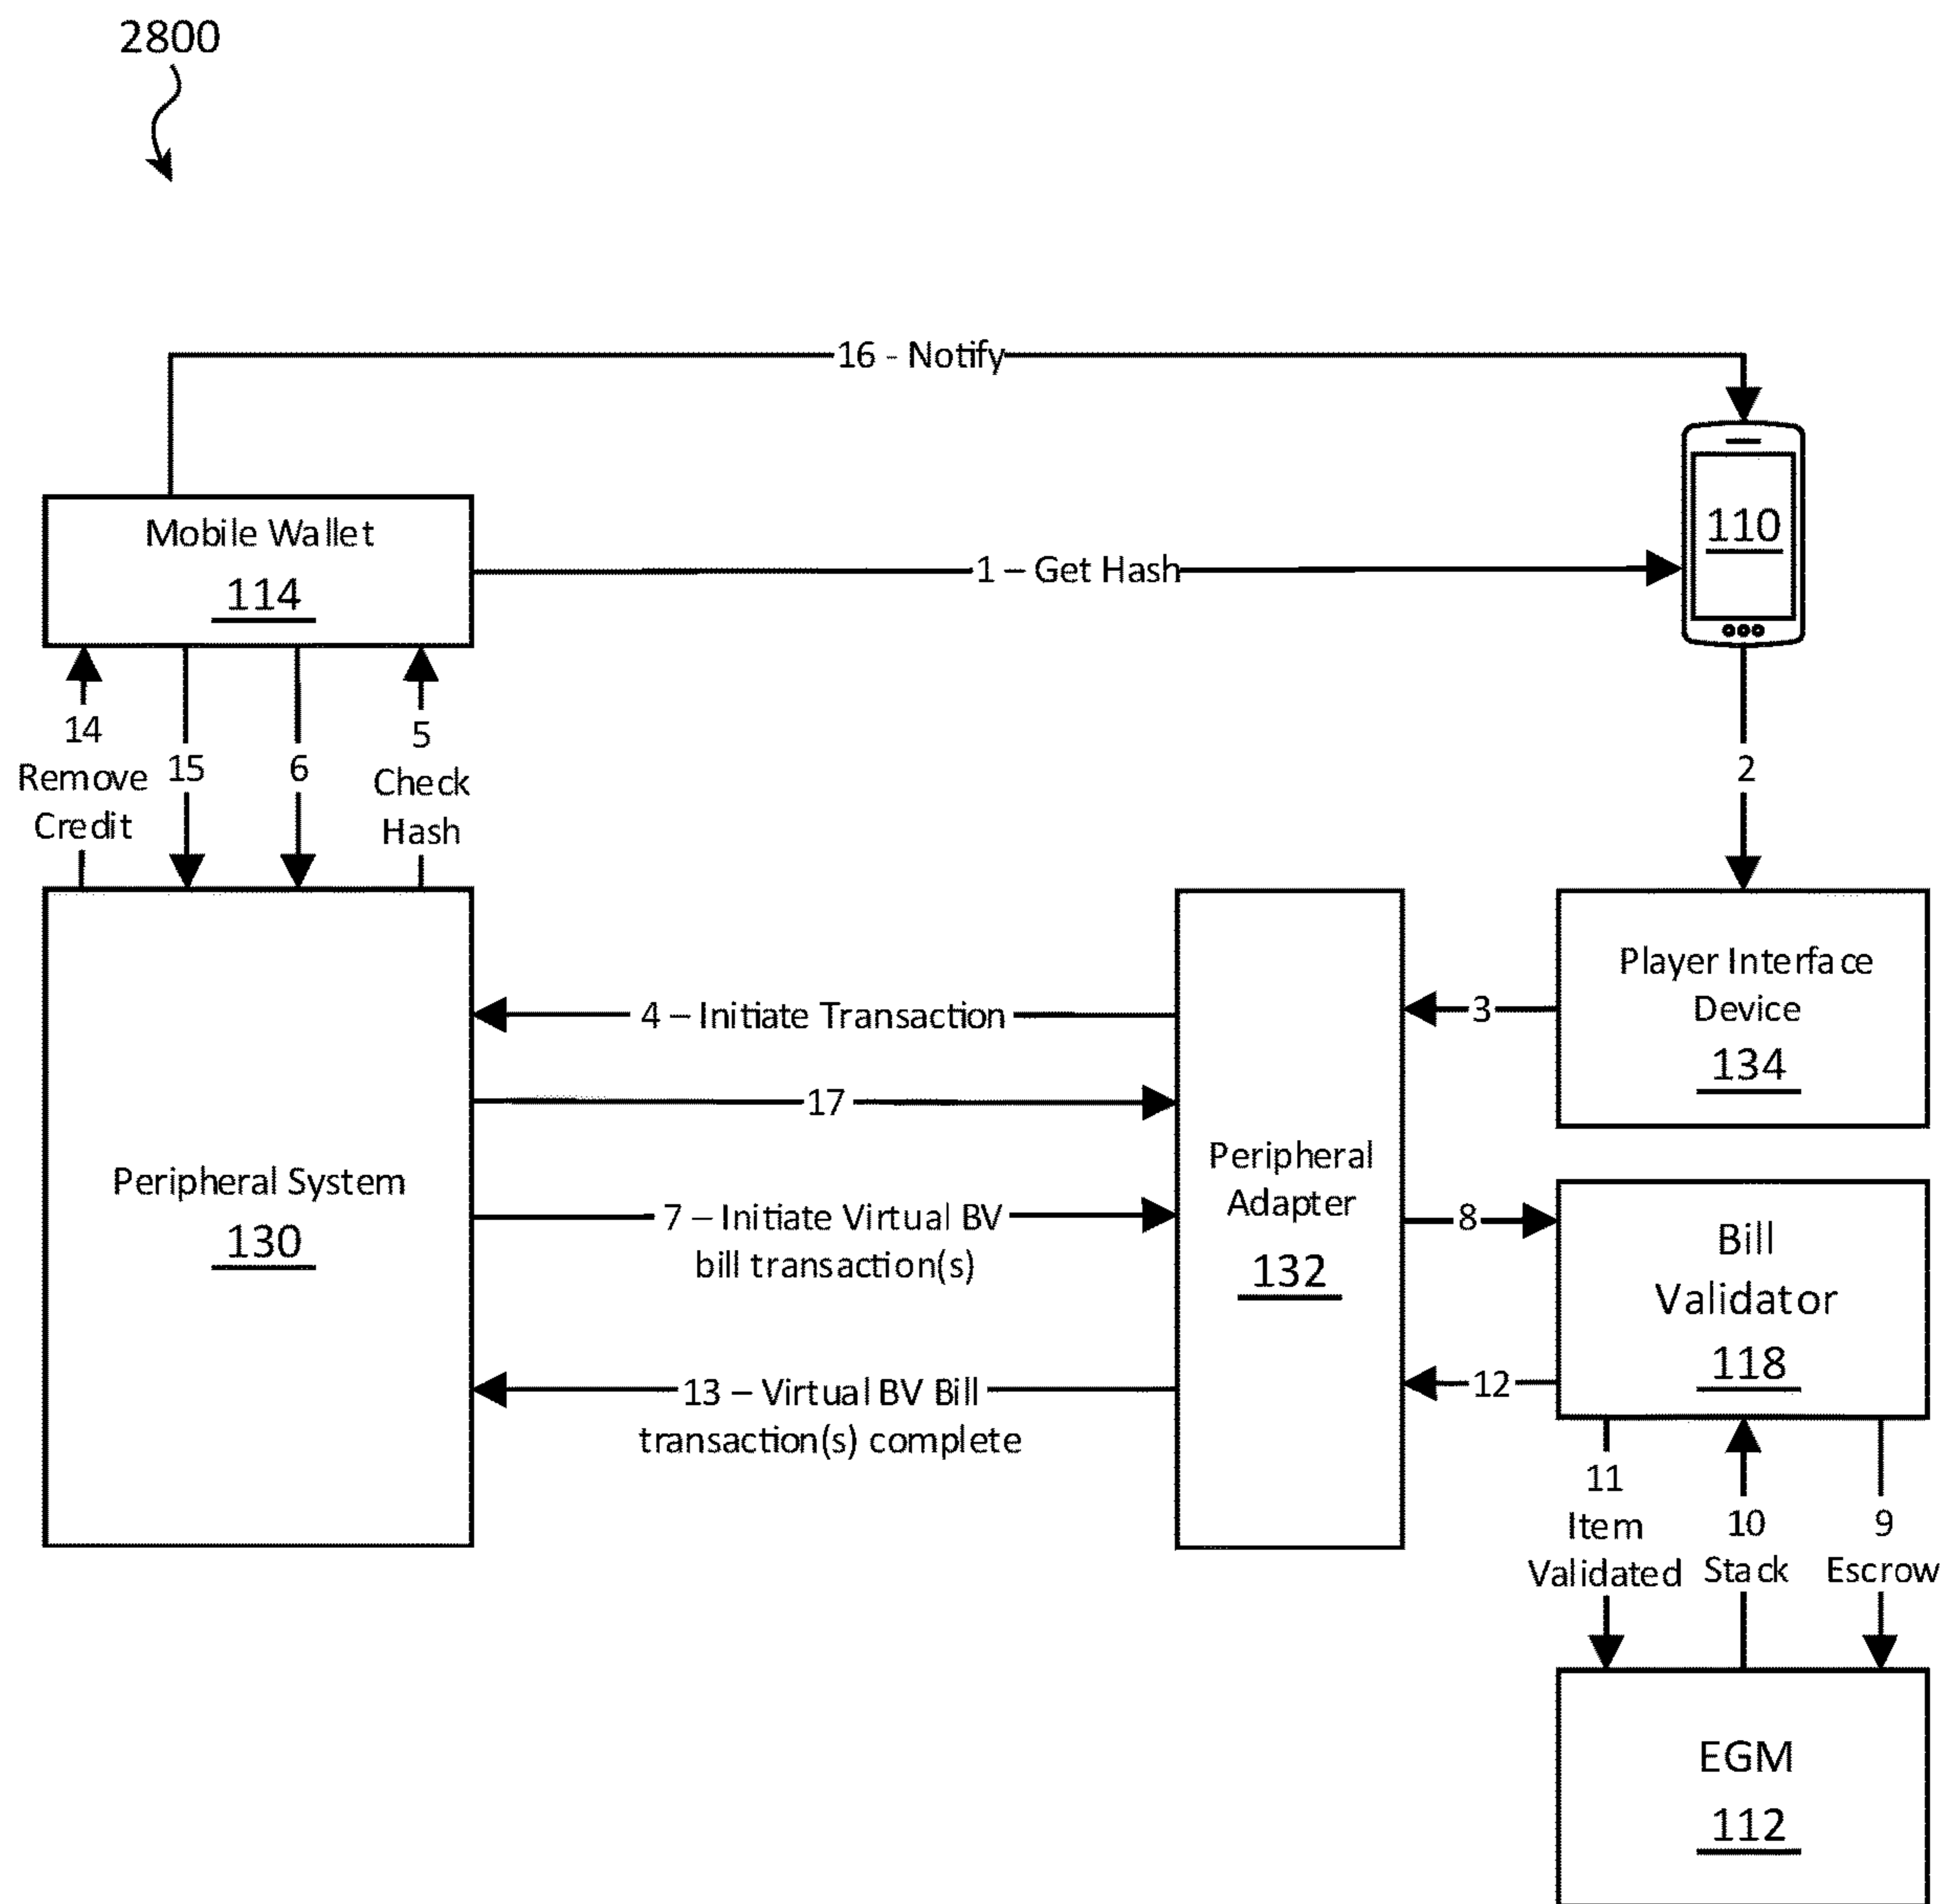 2800
16 - Notify
110
Mobile Wallet
114
1 – Get Hash
14
Remove
Credit
15
6
5
Check
Hash
2
Peripheral System
130
4 – Initiate Transaction
17
7 – Initiate Virtual BV
bill transaction(s)
13 – Virtual BV Bill
transaction(s) complete
Peripheral
Adapter
132
3
8
12
Player Interface
Device
134
Bill
Validator
118
11
Item
Validated
10
Stack
9
Escrow
EGM
112